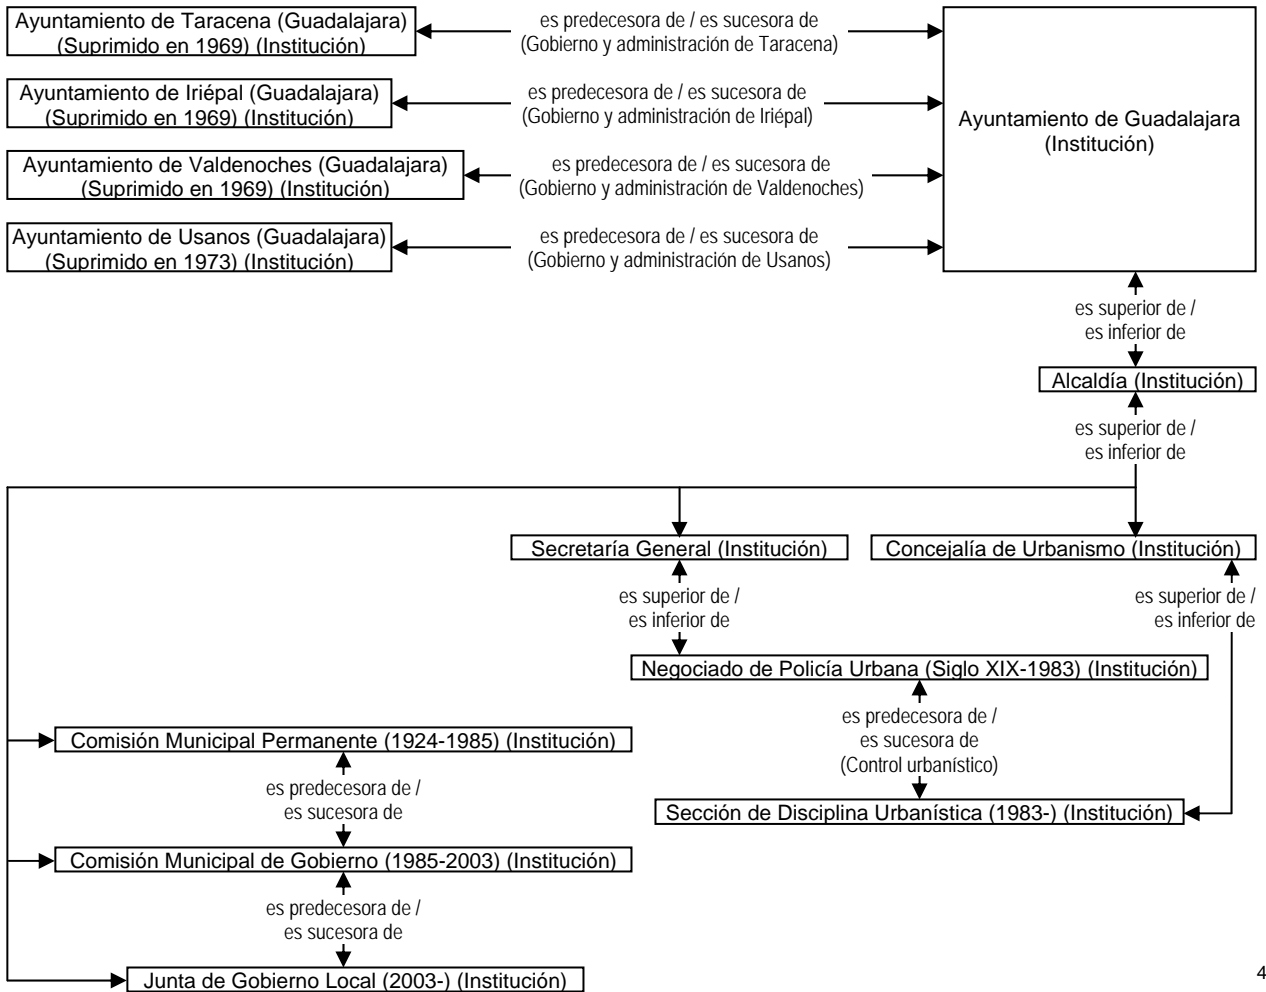 Ayuntamiento de Taracena (Guadalajara)
(Suprimido en 1969) (Institución)
es predecesora de / es sucesora de
(Gobierno y administración de Taracena)
Ayuntamiento de Iriépal (Guadalajara)
(Suprimido en 1969) (Institución)
es predecesora de / es sucesora de
(Gobierno y administración de Iriépal)
Ayuntamiento de Valdenoches (Guadalajara)
(Suprimido en 1969) (Institución)
es predecesora de / es sucesora de
(Gobierno y administración de Valdenoches)
Ayuntamiento de Usanos (Guadalajara)
(Suprimido en 1973) (Institución)
es predecesora de / es sucesora de
(Gobierno y administración de Usanos)
Ayuntamiento de Guadalajara
(Institución)
es superior de /
es inferior de
Alcaldía (Institución)
es superior de /
es inferior de
Secretaría General (Institución)
Concejalía de Urbanismo (Institución)
es superior de /
es inferior de
es superior de /
es inferior de
Negociado de Policía Urbana (Siglo XIX-1983) (Institución)
es predecesora de /
es sucesora de
(Control urbanístico)
Sección de Disciplina Urbanística (1983-) (Institución)
Comisión Municipal Permanente (1924-1985) (Institución)
es predecesora de /
es sucesora de
Comisión Municipal de Gobierno (1985-2003) (Institución)
es predecesora de /
es sucesora de
Junta de Gobierno Local (2003-) (Institución)
4